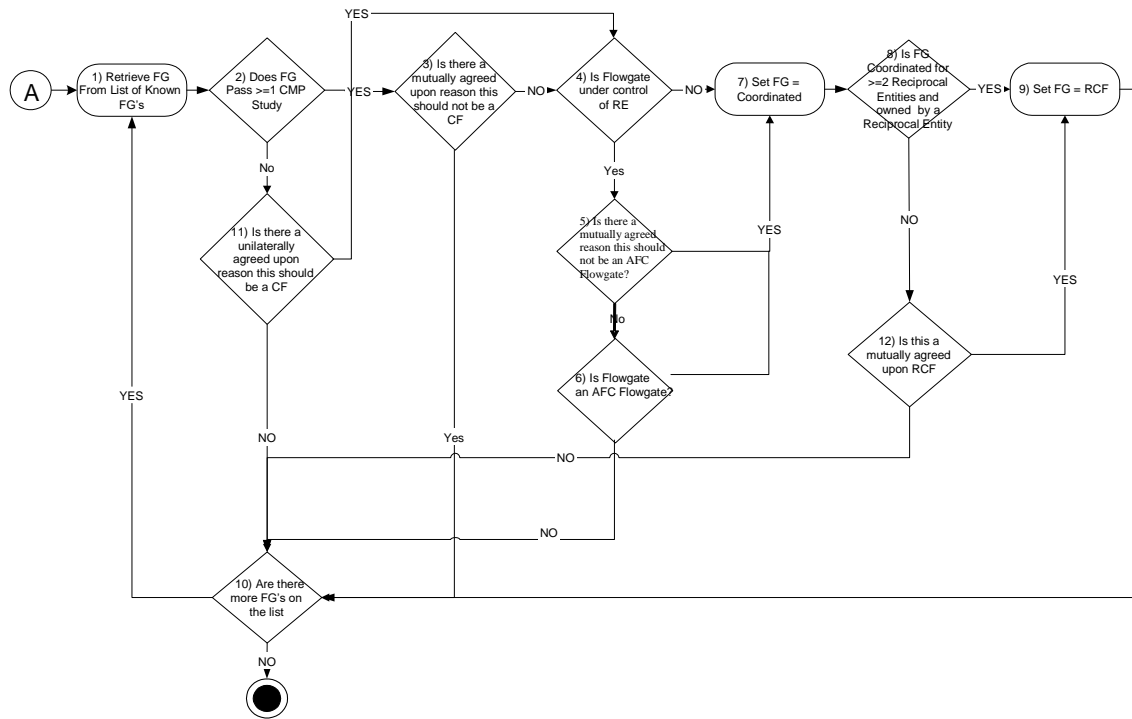 A
1) Retrieve FG
From List of Known
FG's
2) Does FG
Pass >=1 CMP
Study
YES
YES
3) Is there a
mutually agreed
upon reason this
should not be a
CF
NO
4) Is Flowgate
under control
of RE
NO
7) Set FG =
Coordinated
8) Is FG
Coordinated for
>=2 Reciprocal
Entities and
owned by a
Reciprocal Entity
YES
9) Set FG = RCF
No
11) Is there a
unilaterally
agreed upon
reason this should
be a CF
Yes
5) Is there a
mutually agreed
reason this should
not be an AFC
Flowgate?
YES
No
6) Is Flowgate
an AFC Flowgate?
NO
YES
12) Is this a
mutually agreed
upon RCF
YES
NO
Yes
NO
NO
10) Are there
more FG's on
the list
NO